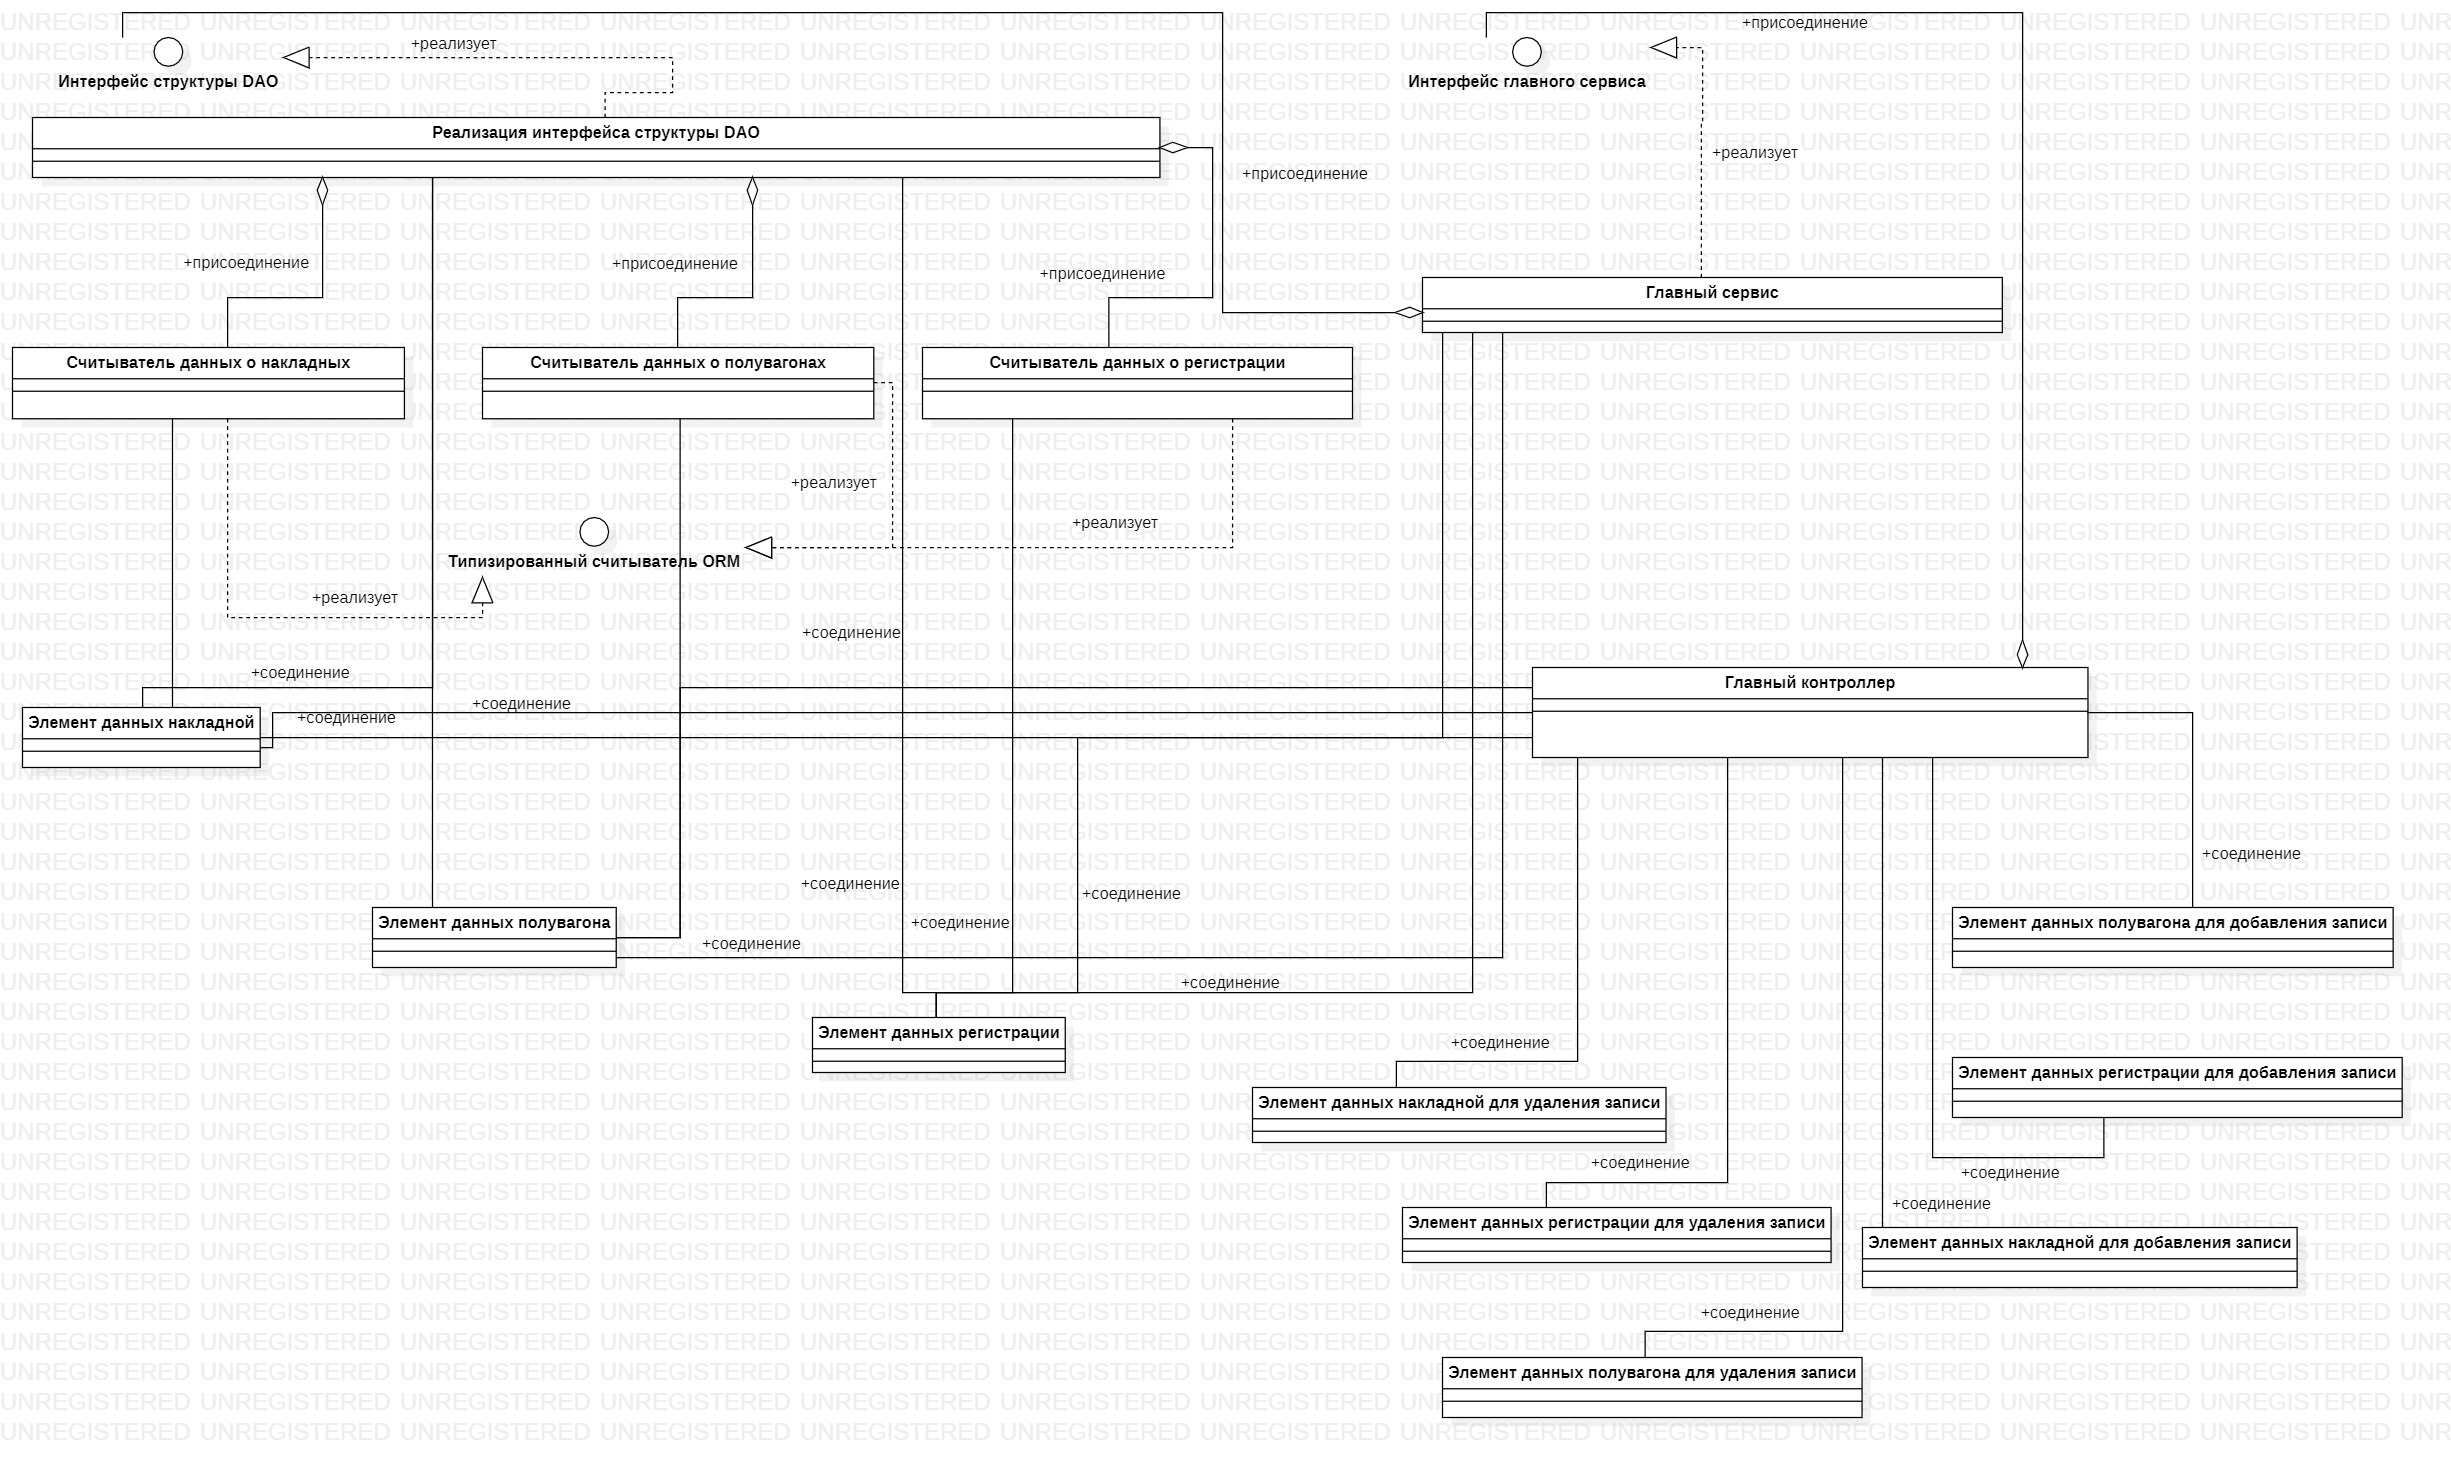 +присоединение
+реализует
Интерфейс структуры DAO
Интерфейс главного сервиса
Реализация интерфейса структуры DAO
+реализует
+присоединение
+присоединение
+присоединение
+присоединение
Главный сервис
Считыватель данных о накладных
Считыватель данных о полувагонах
Считыватель данных о регистрации
+реализует
+реализует
Типизированный считыватель ORM
+реализует
+соединение
+соединение
Главный контроллер
+соединение
+соединение
Элемент данных накладной
+соединение
+соединение
+соединение
Элемент данных полувагона
+соединение
Элемент данных полувагона для добавления записи
+соединение
+соединение
Элемент данных регистрации
+соединение
Элемент данных регистрации для добавления записи
Элемент данных накладной для удаления записи
+соединение
+соединение
+соединение
Элемент данных регистрации для удаления записи
Элемент данных накладной для добавления записи
+соединение
Элемент данных полувагона для удаления записи
UNREGISTERED